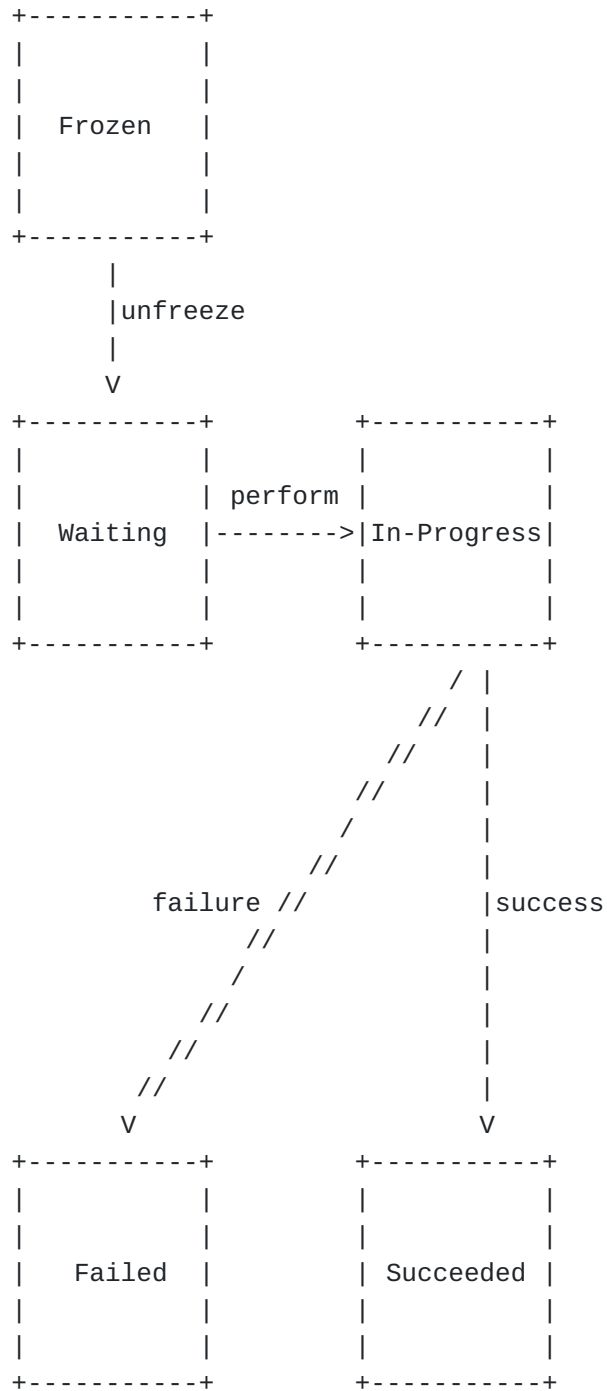 Frozen
unfreeze
perform
Waiting
In-Progress
failure
success
Failed
Succeeded